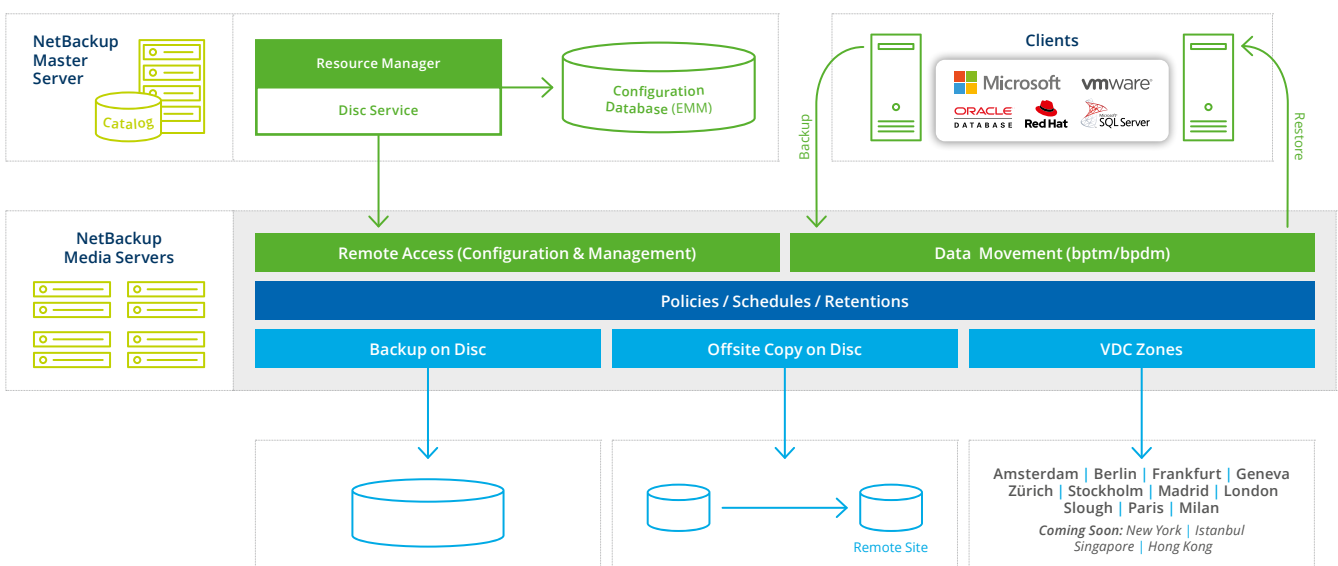 NetBackup
Master
Server
Catalog
Resource Manager
Disc Service
Configuration
Database (EMM)
Clients
Microsoft
vmware®
ORACLE
DATABASE
Red Hat
Microsoft
SQL Server
Backup
Restore
NetBackup
Media Servers
Remote Access (Configuration & Management)
Data Movement (bptm/bpdm)
Policies / Schedules / Retentions
Backup on Disc
Offsite Copy on Disc
VDC Zones
Remote Site
Amsterdam | Berlin | Frankfurt | Geneva
Zürich | Stockholm | Madrid | London
Slough | Paris | Milan
Coming Soon: New York | Istanbul
Singapore | Hong Kong